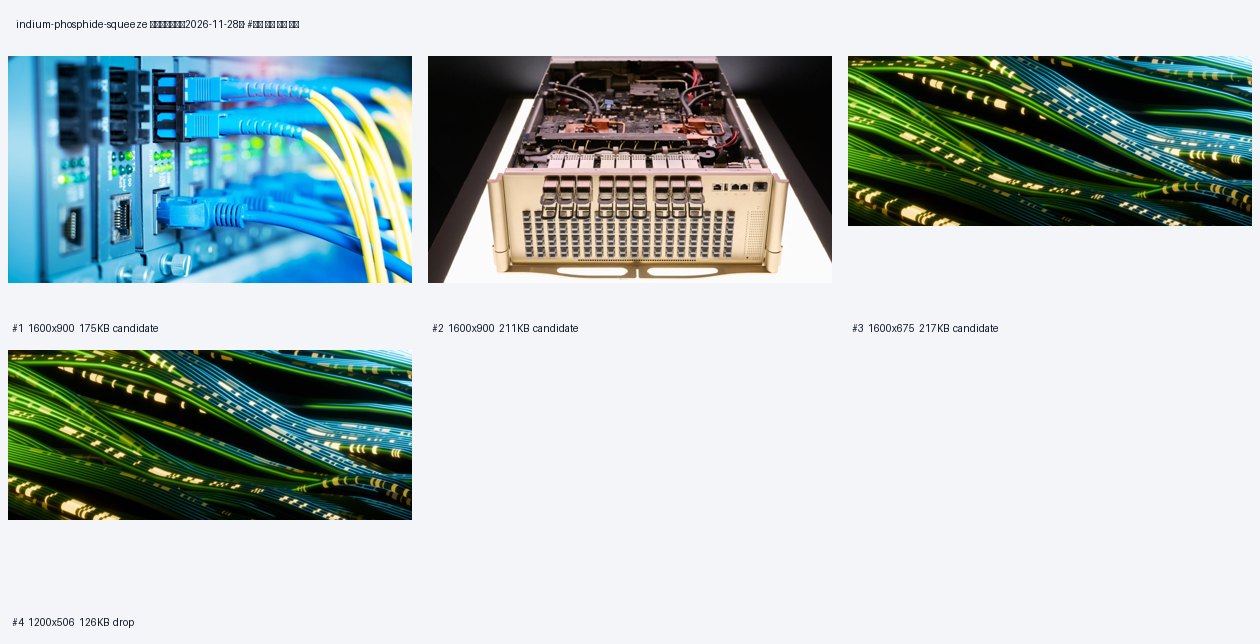 indium-phosphide-squeeze 2026-11-28 #
#1 1600x900 175KB candidate
#2 1600x900 211KB candidate
#3 1600x675 217KB candidate
#4 1200x506 126KB drop